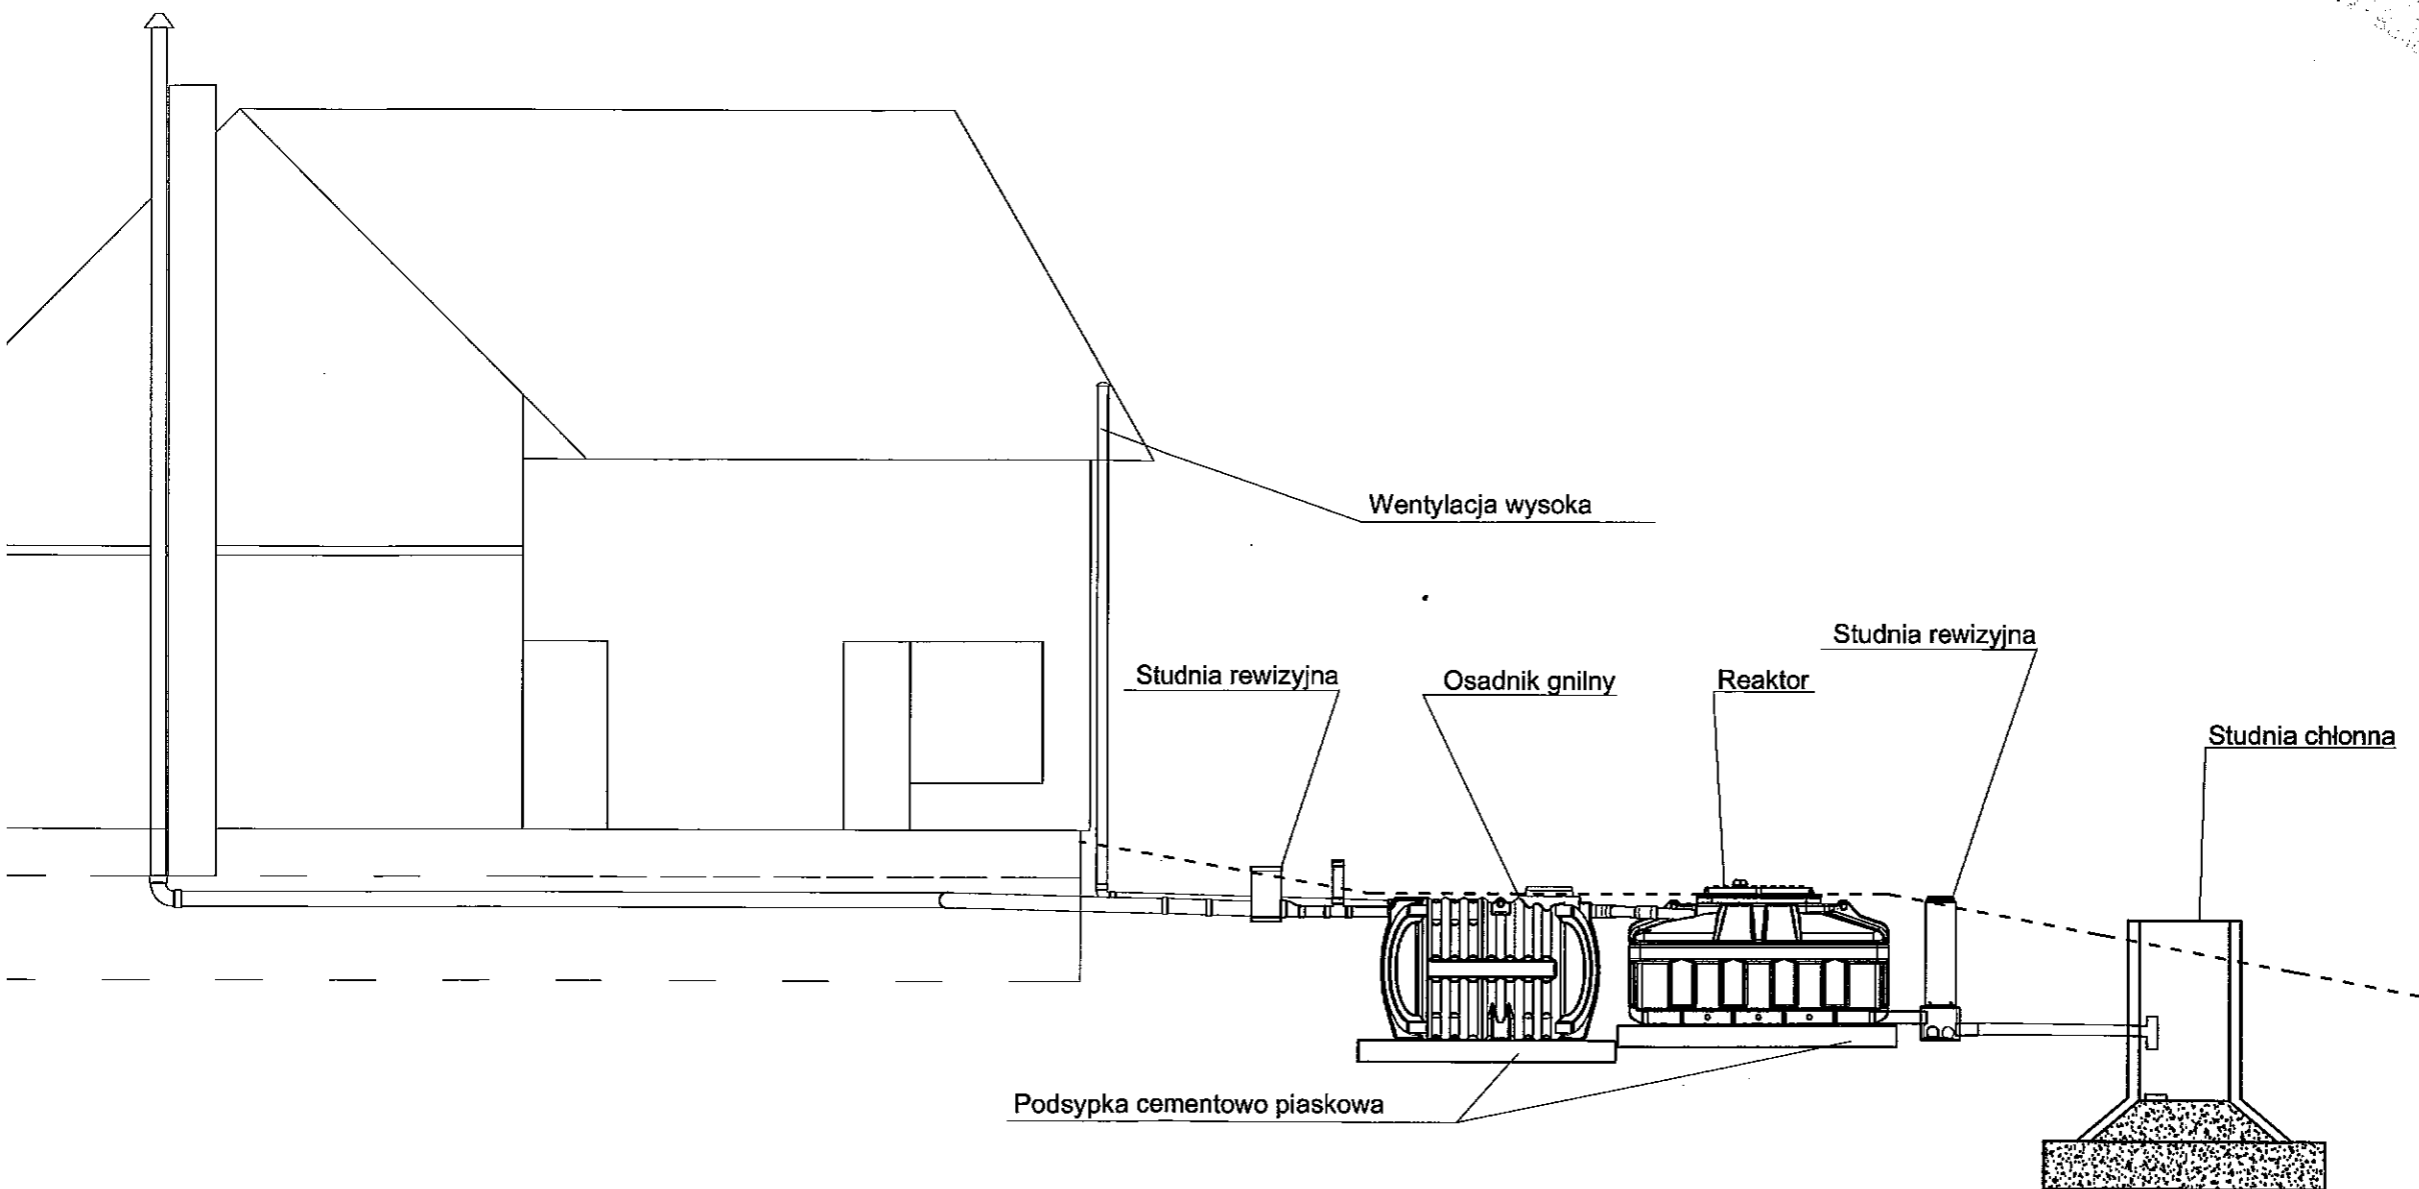 Wentylacja wysoka
Studnia rewizyjna
Studnia rewizyjna
Osadnik gnilny
Reaktor
Studnia chłonna
Podsypka cementowo piaskowa